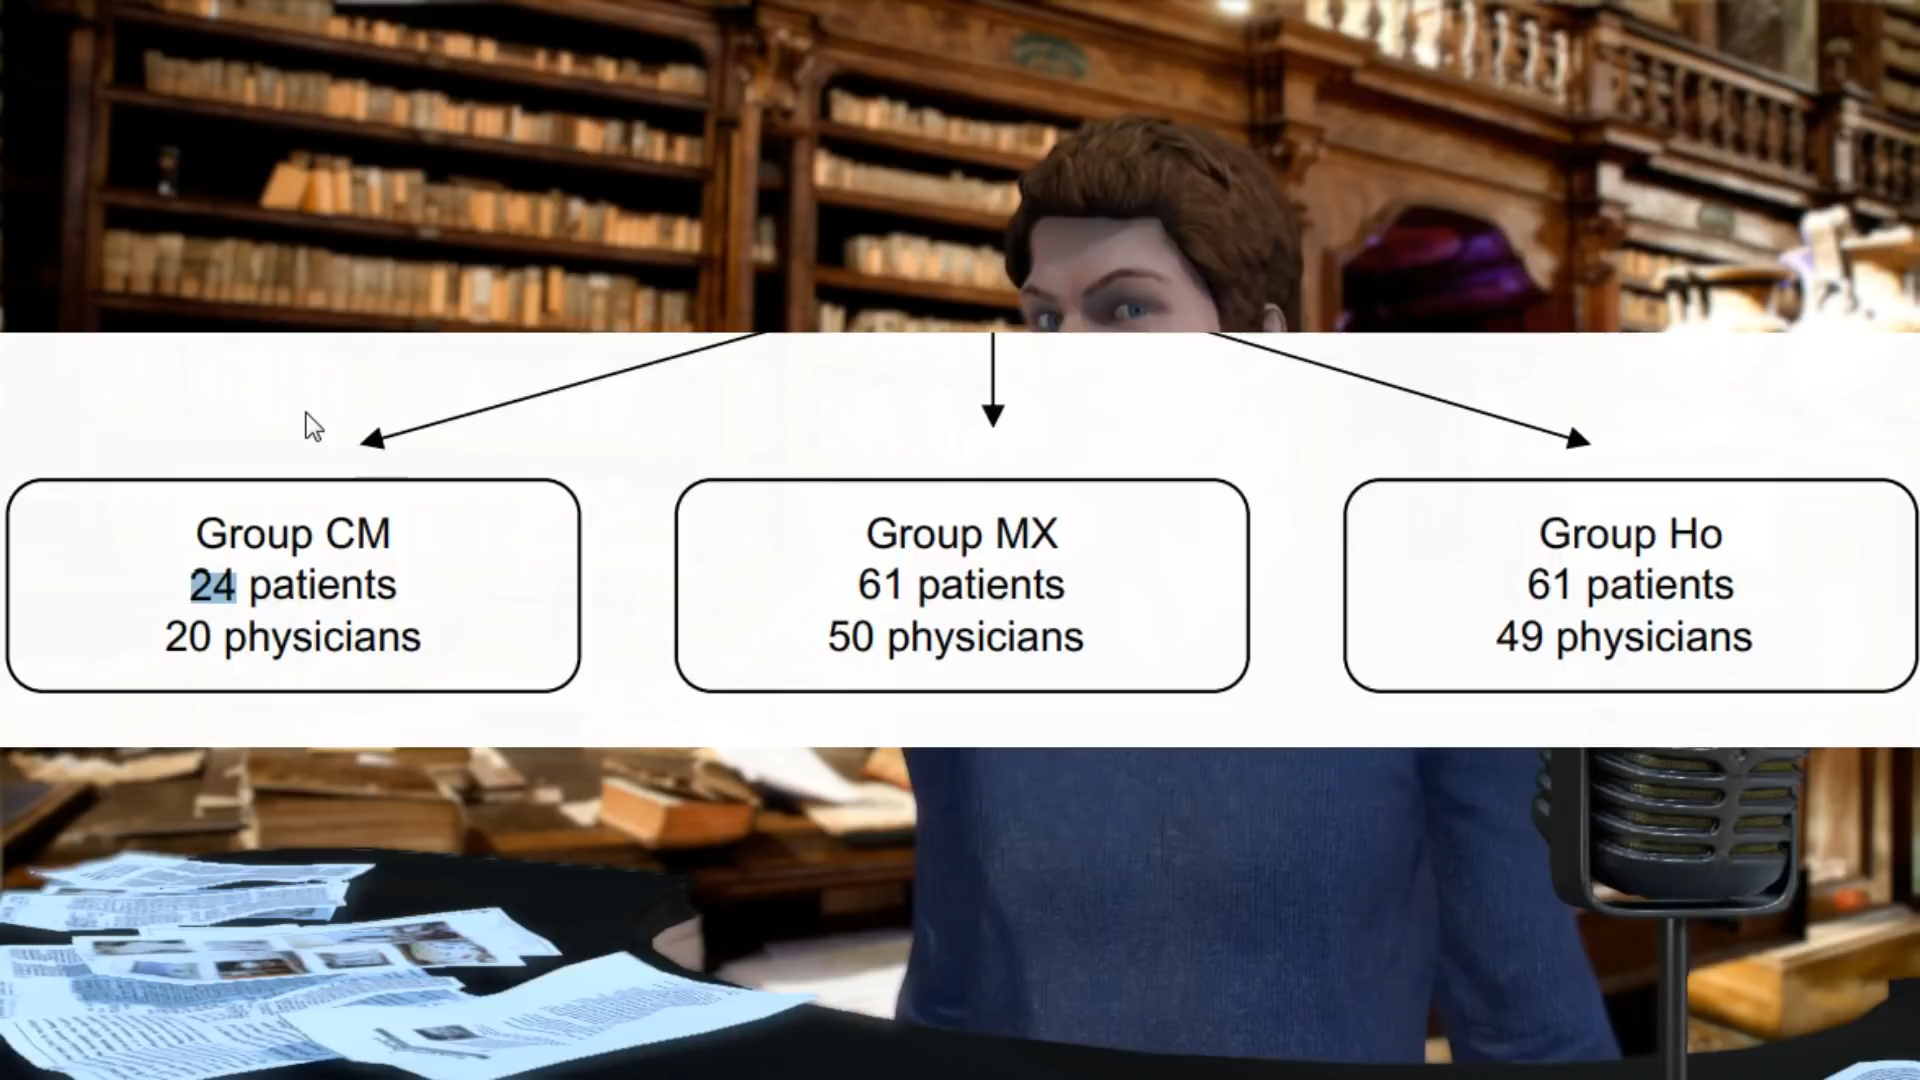 Group CM
24 patients
20 physicians
Group MX
61 patients
50 physicians
Group Ho
61 patients
49 physicians